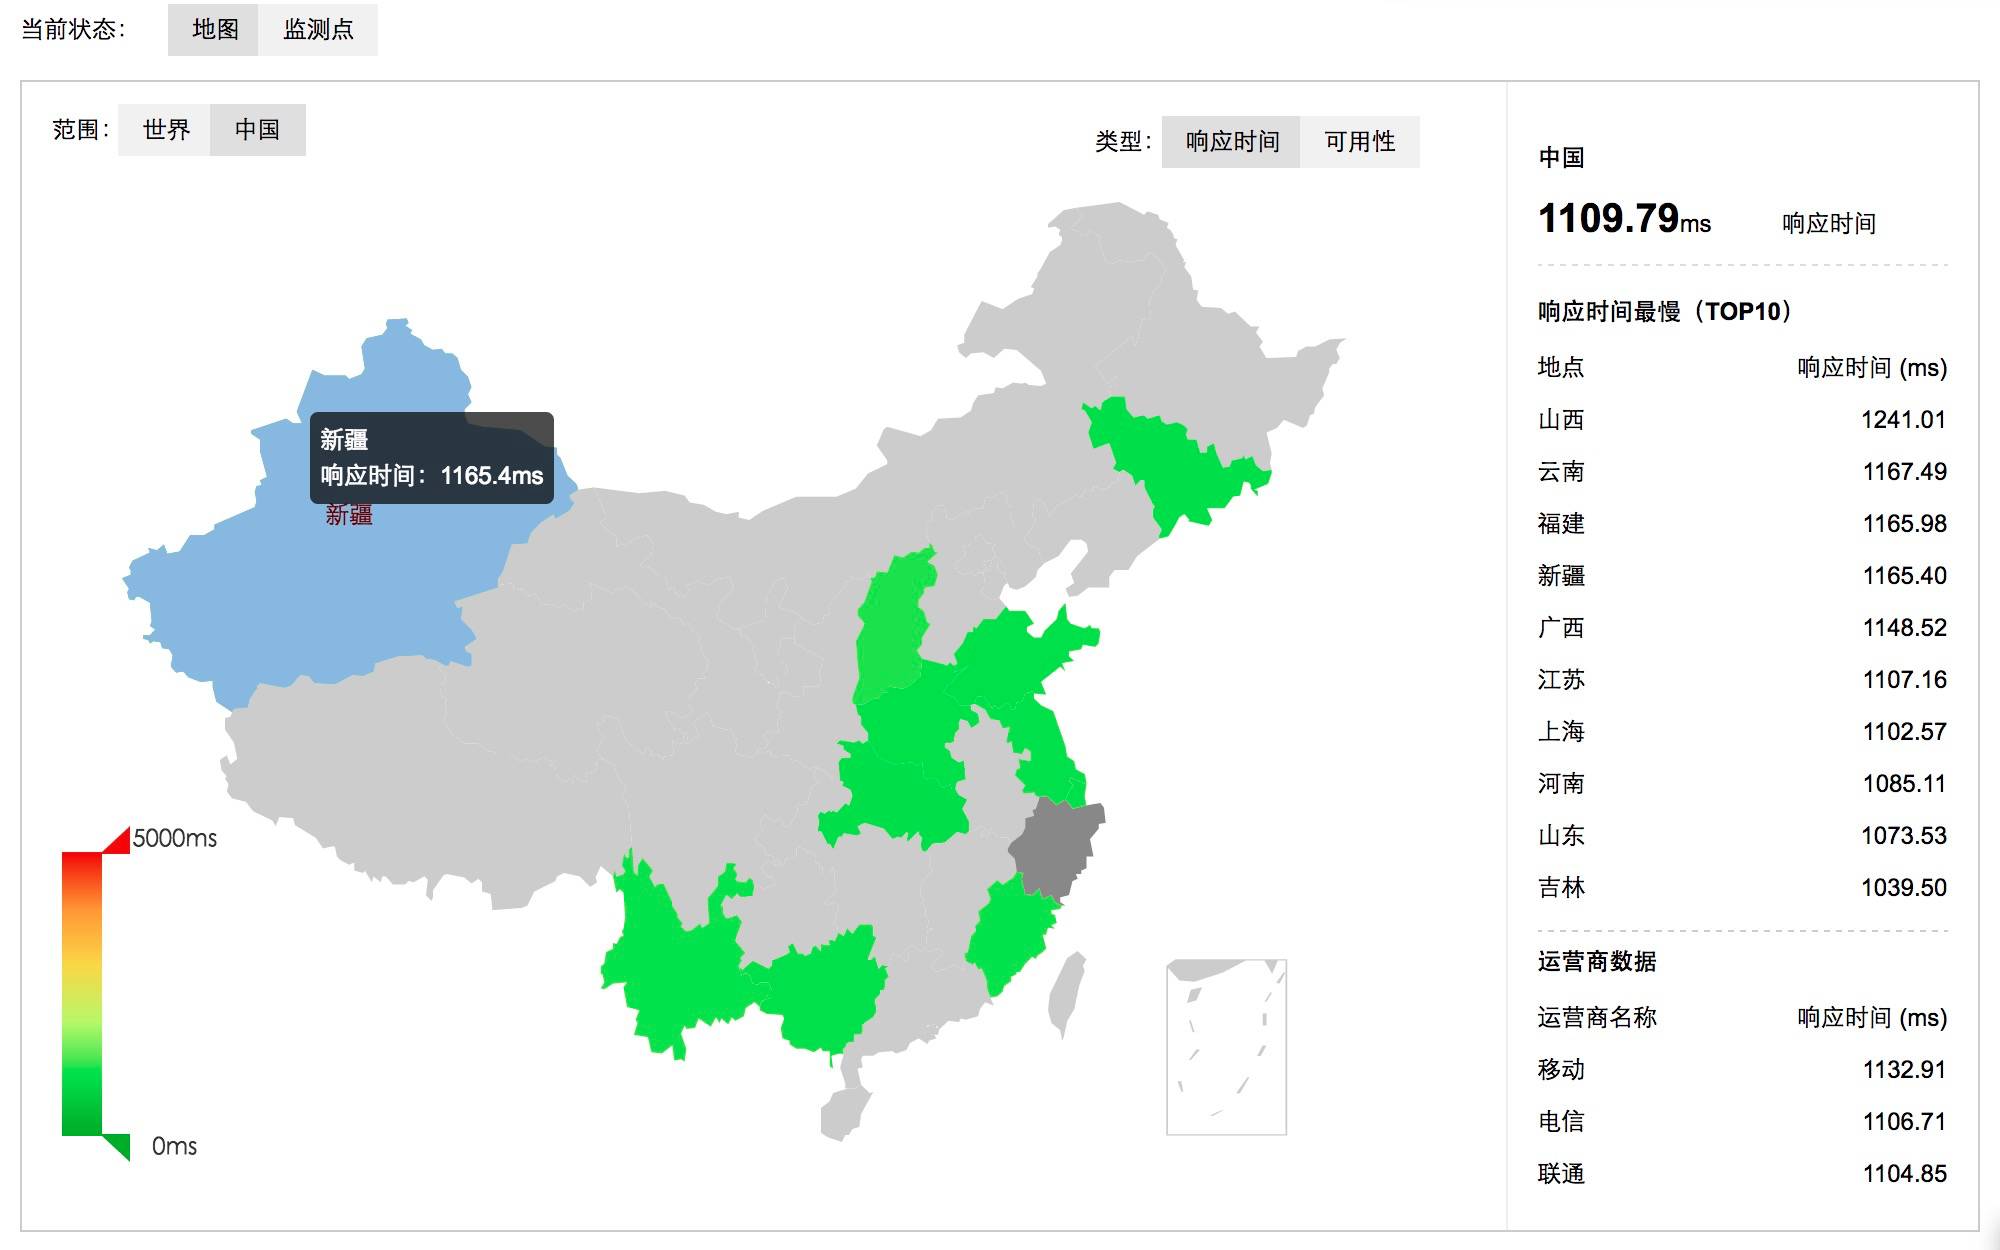 当前状态： 地图 监测点
范围： 世界 中国
类型： 响应时间 可用性
新疆
响应时间：1165.4ms
新疆
5000ms
0ms
中国
1109.79ms 响应时间
响应时间最慢（TOP10）
地点 响应时间 (ms)
山西 1241.01
云南 1167.49
福建 1165.98
新疆 1165.40
广西 1148.52
江苏 1107.16
上海 1102.57
河南 1085.11
山东 1073.53
吉林 1039.50
运营商数据
运营商名称 响应时间 (ms)
移动 1132.91
电信 1106.71
联通 1104.85